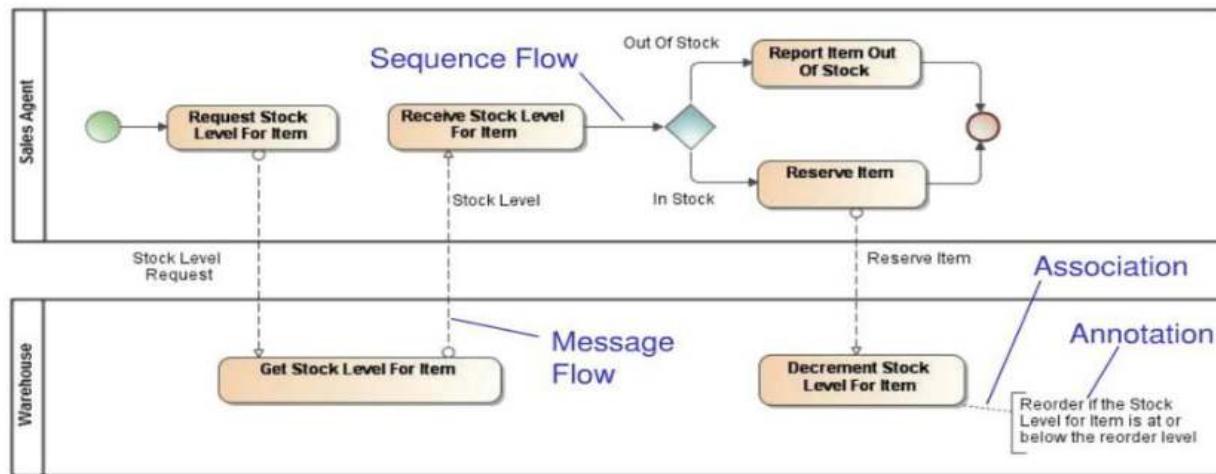 Sales Agent
Request Stock
Level For Item
Sequence Flow
Receive Stock Level
For Item
Out Of Stock
Report Item Out
Of Stock
In Stock
Reserve Item
Stock Level
Stock Level
Request
Reserve Item
Association
Warehouse
Get Stock Level For Item
Message
Flow
Decrement Stock
Level For Item
Annotation
Reorder if the Stock
Level for Item is at or
below the reorder level